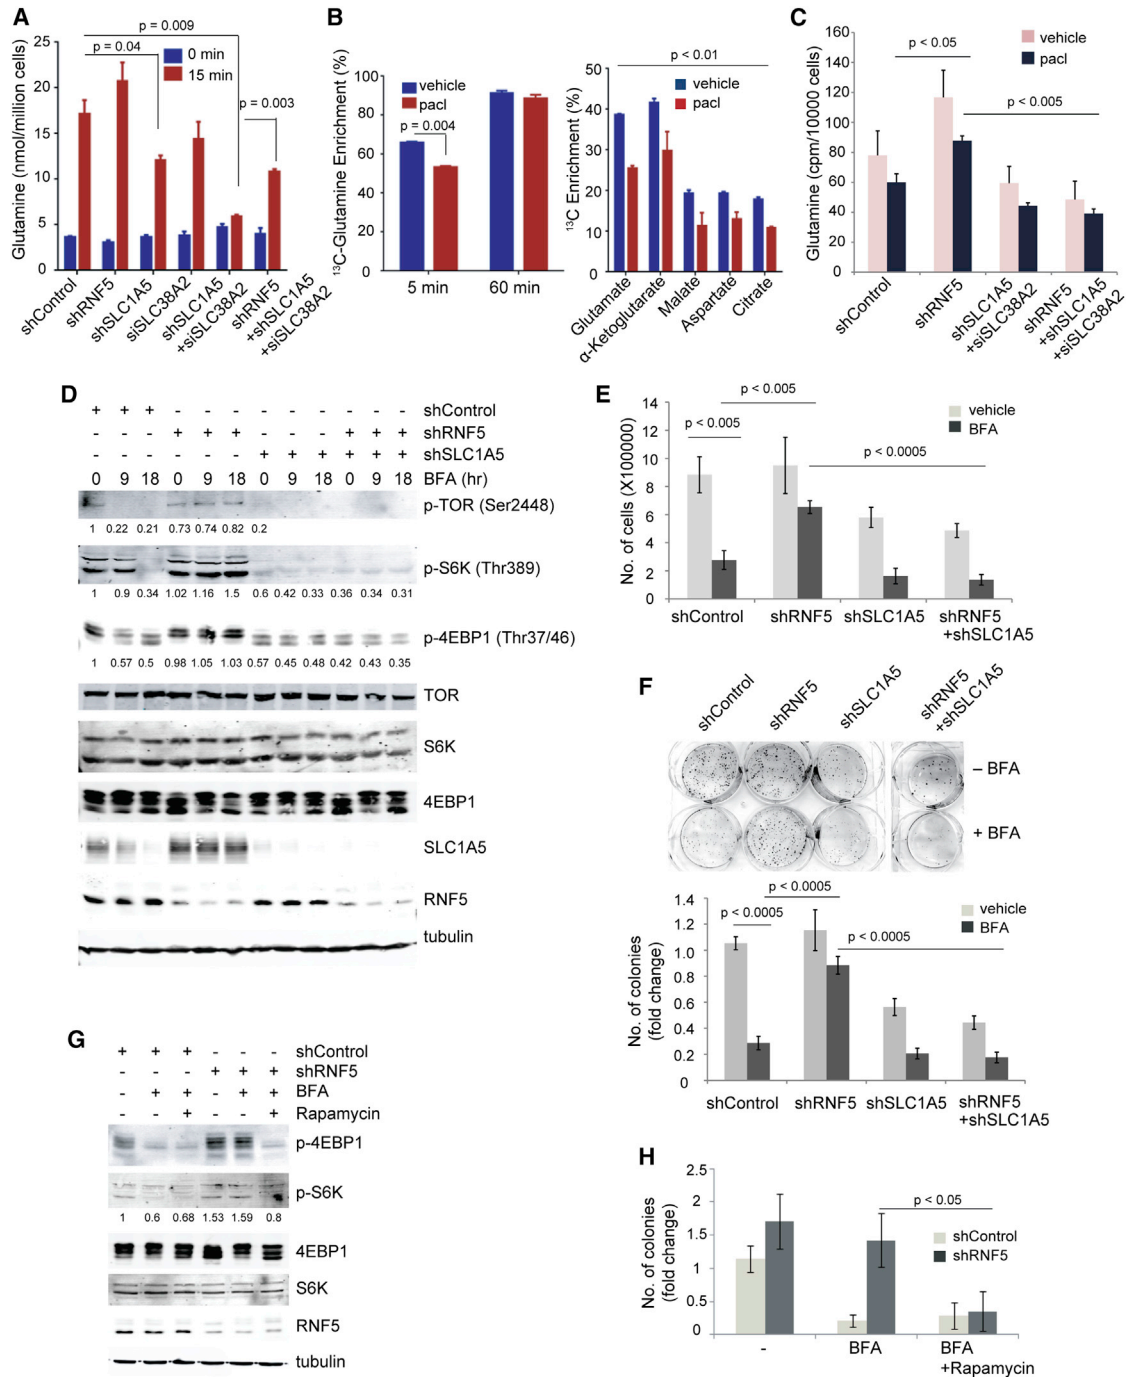 A
p = 0.009
p = 0.04
0 min
15 min
p = 0.003
Glutamine (nmol/million cells)
25
20
15
10
5
0
shControl
shRNF5
shSLC1A5
siSLC38A2
shSLC1A5
+siSLC38A2
shRNF5
+shSLC1A5
+siSLC38A2
B
13C-Glutamine Enrichment (%)
100
80
60
40
20
0
vehicle
pacl
p = 0.004
5 min
60 min
13C Enrichment (%)
50
40
30
20
10
0
p < 0.01
vehicle
pacl
Glutamate
α-Ketoglutarate
Malate
Aspartate
Citrate
C
Glutamine (cpm/10000 cells)
160
140
120
100
80
60
40
20
0
vehicle
pacl
p < 0.05
p < 0.005
shControl
shRNF5
shSLC1A5
+siSLC38A2
shRNF5
+shSLC1A5
+siSLC38A2
D
+ + + - - - - - - - - - shControl
- - - + + + - - - + + + shRNF5
- - - - - - + + + + + + shSLC1A5
0 9 18 0 9 18 0 9 18 0 9 18 BFA (hr)
p-TOR (Ser2448)
1 0.22 0.21 0.73 0.74 0.82 0.2
p-S6K (Thr389)
1 0.9 0.34 1.02 1.16 1.5 0.6 0.42 0.33 0.36 0.34 0.31
p-4EBP1 (Thr37/46)
1 0.57 0.5 0.98 1.05 1.03 0.57 0.45 0.48 0.42 0.43 0.35
TOR
S6K
4EBP1
SLC1A5
RNF5
tubulin
E
No. of cells (X100000)
14
12
10
8
6
4
2
0
p < 0.005
p < 0.005
p < 0.0005
vehicle
BFA
shControl
shRNF5
shSLC1A5
shRNF5
+shSLC1A5
F
shControl
shRNF5
shSLC1A5
shRNF5
+shSLC1A5
– BFA
+ BFA
No. of colonies
(fold change)
1.4
1.2
1.0
0.8
0.6
0.4
0.2
0
p < 0.0005
p < 0.0005
p < 0.0005
vehicle
BFA
shControl
shRNF5
shSLC1A5
shRNF5
+shSLC1A5
G
+ + + - - - shControl
- - - + + + shRNF5
- + + - + + BFA
- - + - - + Rapamycin
p-4EBP1
p-S6K
1 0.6 0.68 1.53 1.59 0.8
4EBP1
S6K
RNF5
tubulin
H
No. of colonies
(fold change)
2.5
2
1.5
1
0.5
0
p < 0.05
shControl
shRNF5
-
BFA
BFA
+Rapamycin